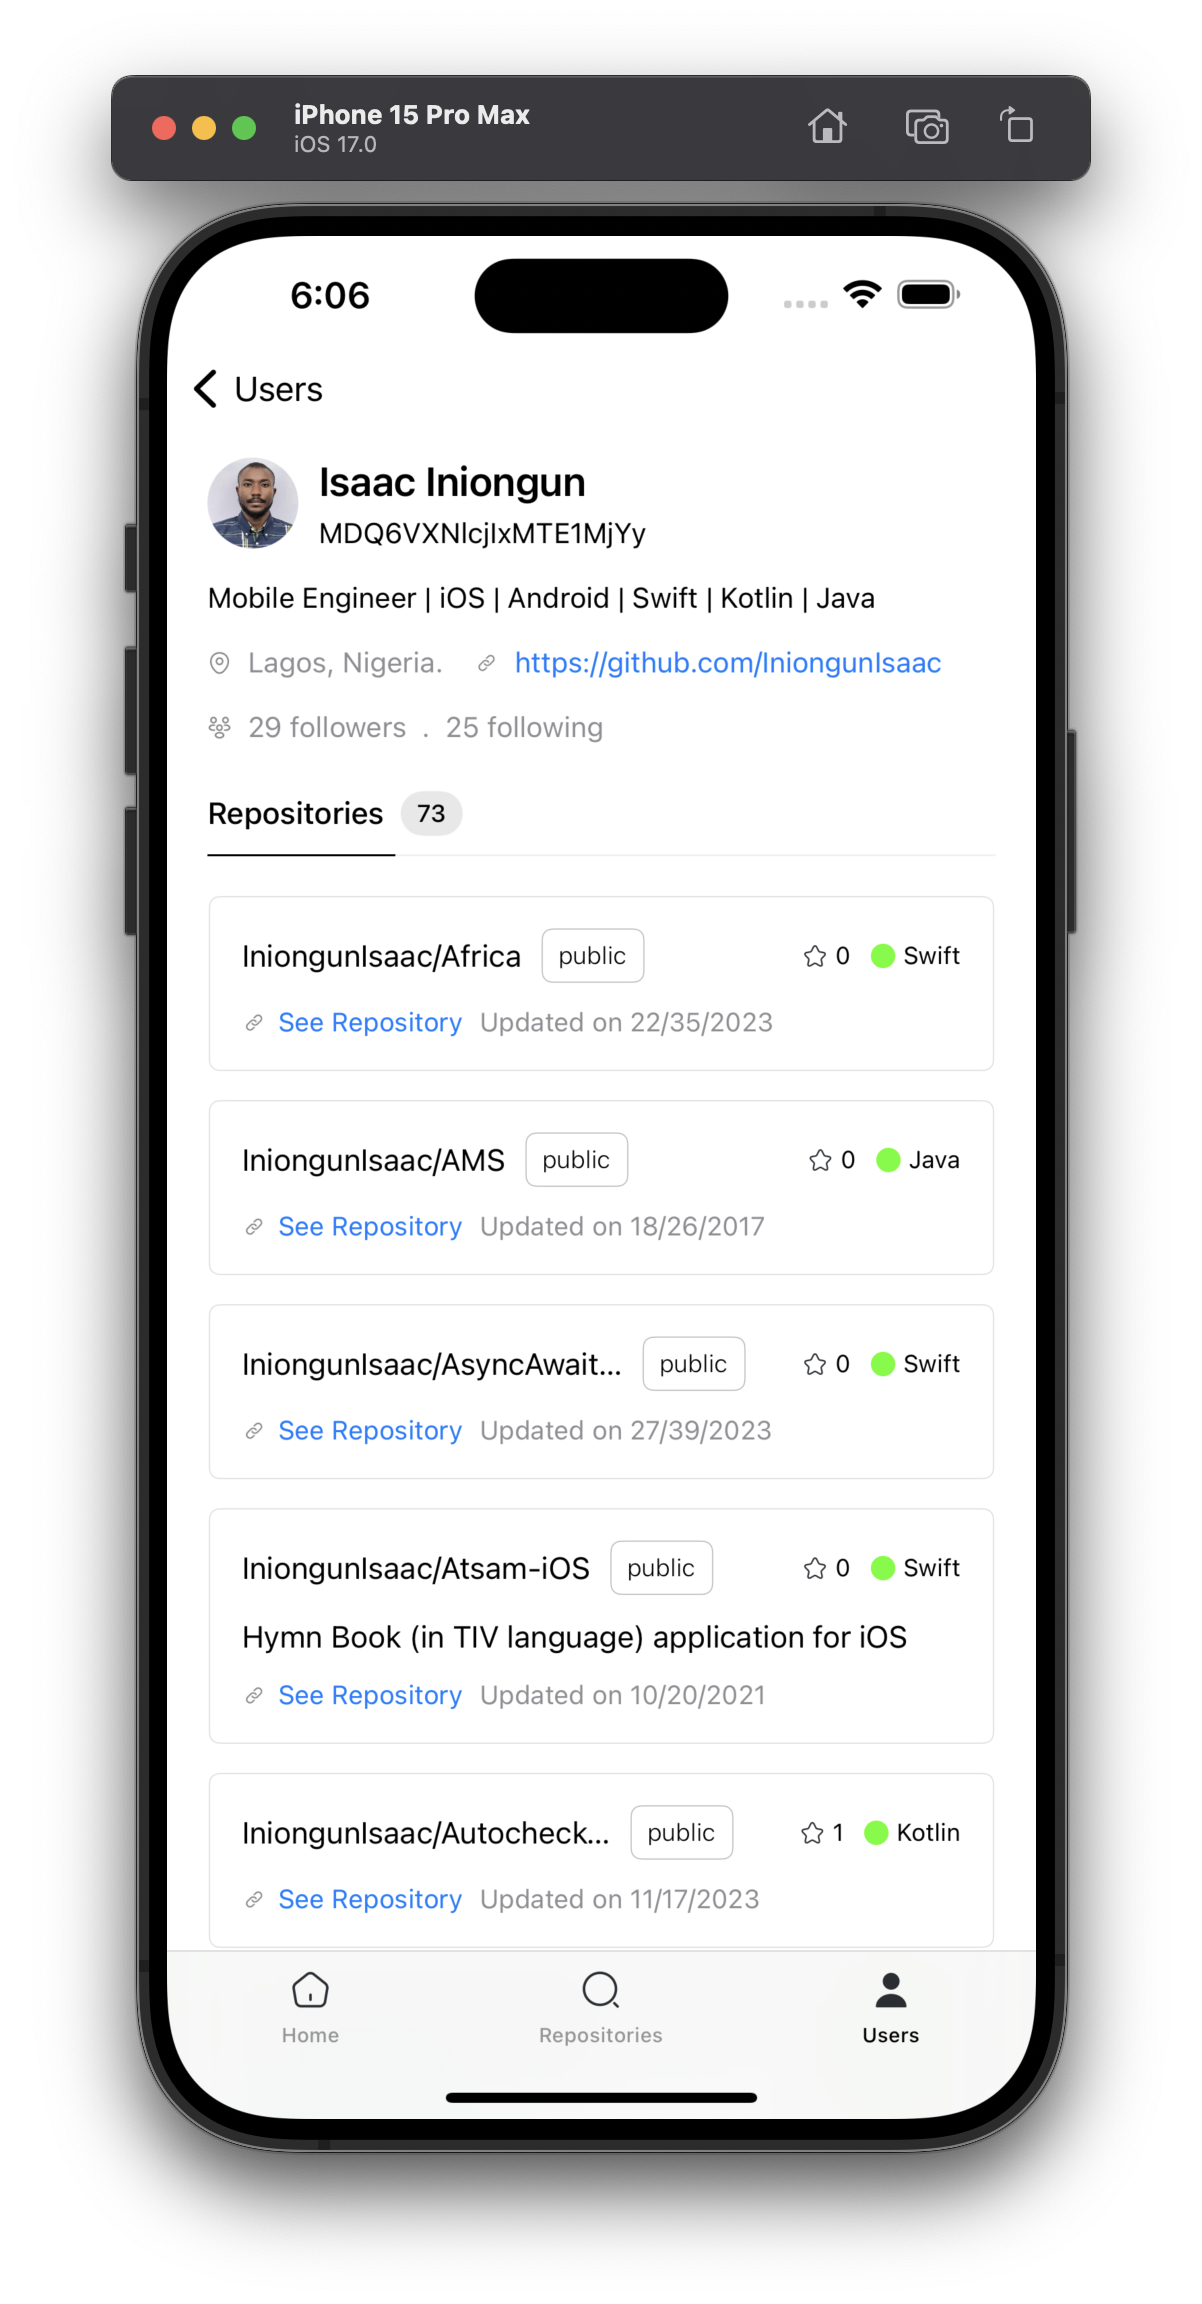 iPhone 15 Pro Max
iOS 17.0
6:06
Users
Isaac Iniongun
MDQ6VXNlcjIxMTE1MjYy
Mobile Engineer | iOS | Android | Swift | Kotlin | Java
Lagos, Nigeria. https://github.com/IniongunIsaac
29 followers . 25 following
Repositories 73
IniongunIsaac/Africa public 0 Swift
See Repository Updated on 22/35/2023
IniongunIsaac/AMS public 0 Java
See Repository Updated on 18/26/2017
IniongunIsaac/AsyncAwait... public 0 Swift
See Repository Updated on 27/39/2023
IniongunIsaac/Atsam-iOS public 0 Swift
Hymn Book (in TIV language) application for iOS
See Repository Updated on 10/20/2021
IniongunIsaac/Autocheck... public 1 Kotlin
See Repository Updated on 11/17/2023
Home Repositories Users